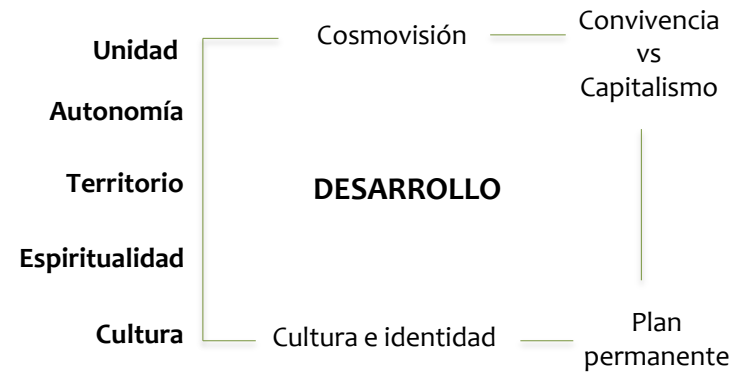 Unidad
Autonomía
Territorio
Espiritualidad
Cultura
Cosmovisión
DESARROLLO
Cultura e identidad
Convivencia
vs
Capitalismo
Plan
permanente